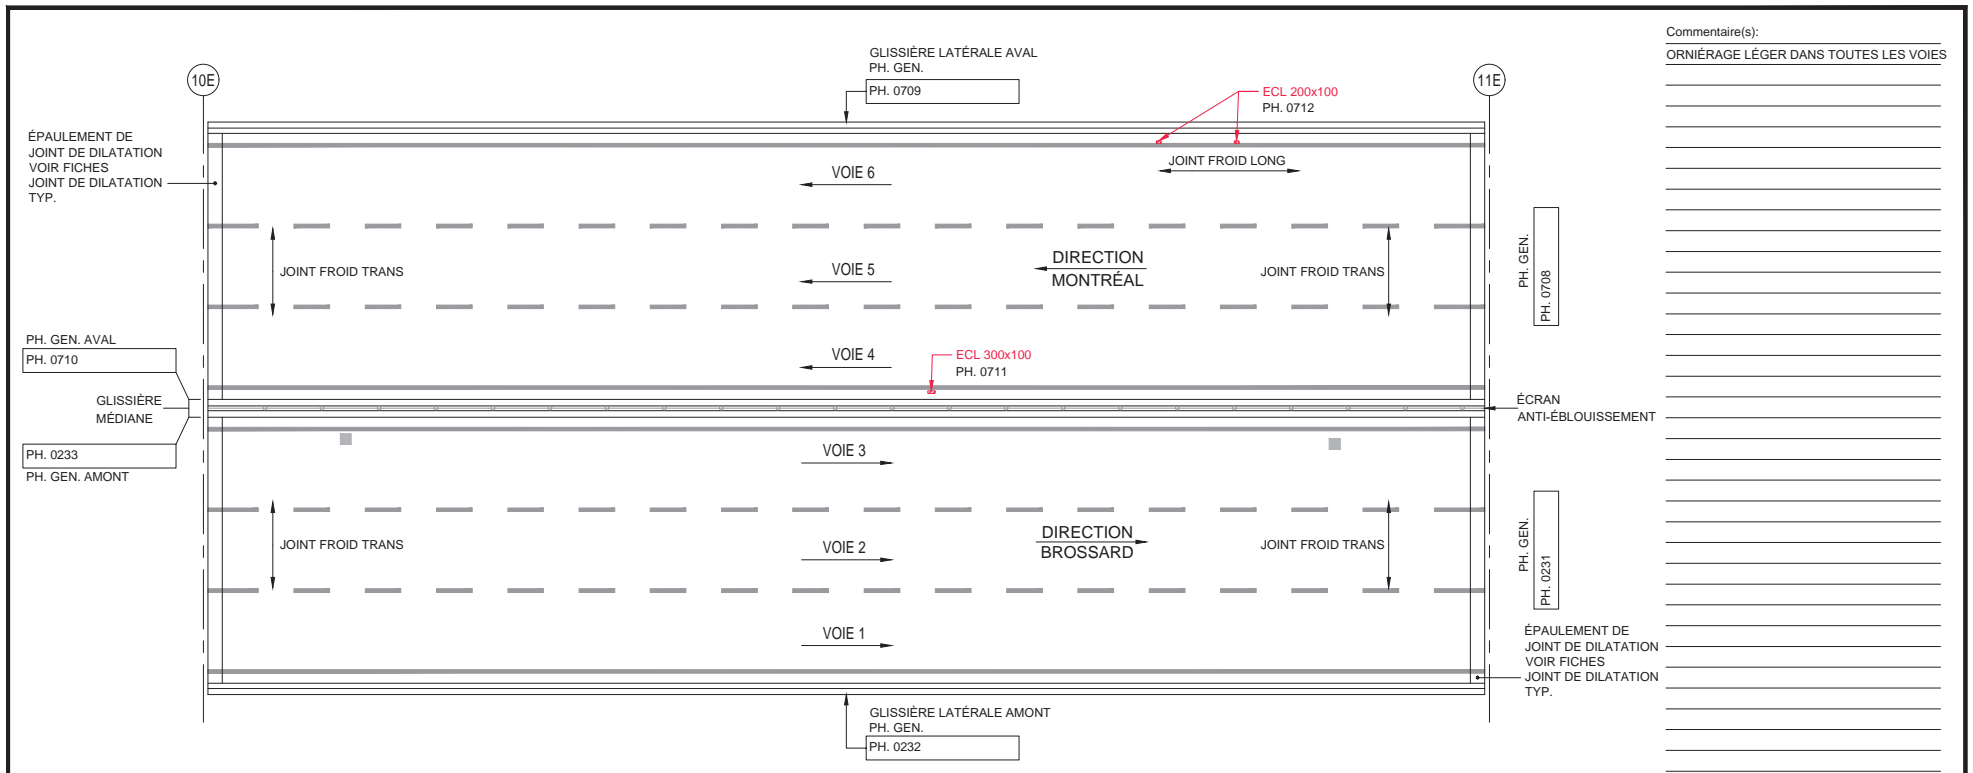 Commentaire(s):
ORNIÉRAGE LÉGER DANS TOUTES LES VOIES
10E
11E
GLISSIÈRE LATÉRALE AVAL
PH. GEN.
PH. 0709
ECL 200x100
PH. 0712
ÉPAULEMENT DE
JOINT DE DILATATION
VOIR FICHES
JOINT DE DILATATION
TYP.
JOINT FROID LONG
VOIE 6
JOINT FROID TRANS
VOIE 5
DIRECTION
MONTRÉAL
JOINT FROID TRANS
PH. GEN.
PH. 0708
PH. GEN. AVAL
PH. 0710
VOIE 4
ECL 300x100
PH. 0711
GLISSIÈRE
MÉDIANE
ÉCRAN
ANTI-ÉBLOUISSEMENT
PH. 0233
PH. GEN. AMONT
VOIE 3
JOINT FROID TRANS
VOIE 2
DIRECTION
BROSSARD
JOINT FROID TRANS
PH. GEN.
PH. 0231
VOIE 1
ÉPAULEMENT DE
JOINT DE DILATATION
VOIR FICHES
JOINT DE DILATATION
TYP.
GLISSIÈRE LATÉRALE AMONT
PH. GEN.
PH. 0232